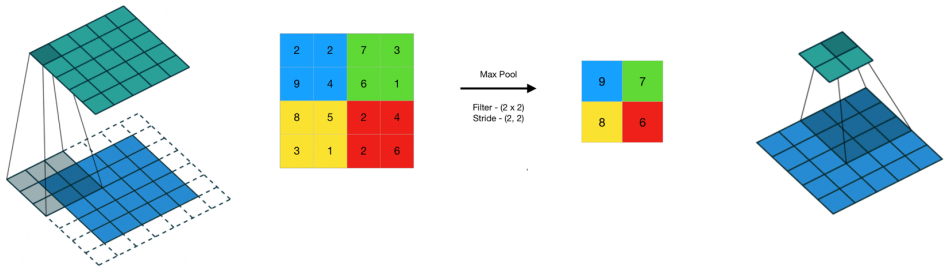 2 2 7 3
9 4 6 1
8 5 2 4
3 1 2 6
Max Pool
Filter - (2 x 2)
Stride - (2, 2)
9 7
8 6